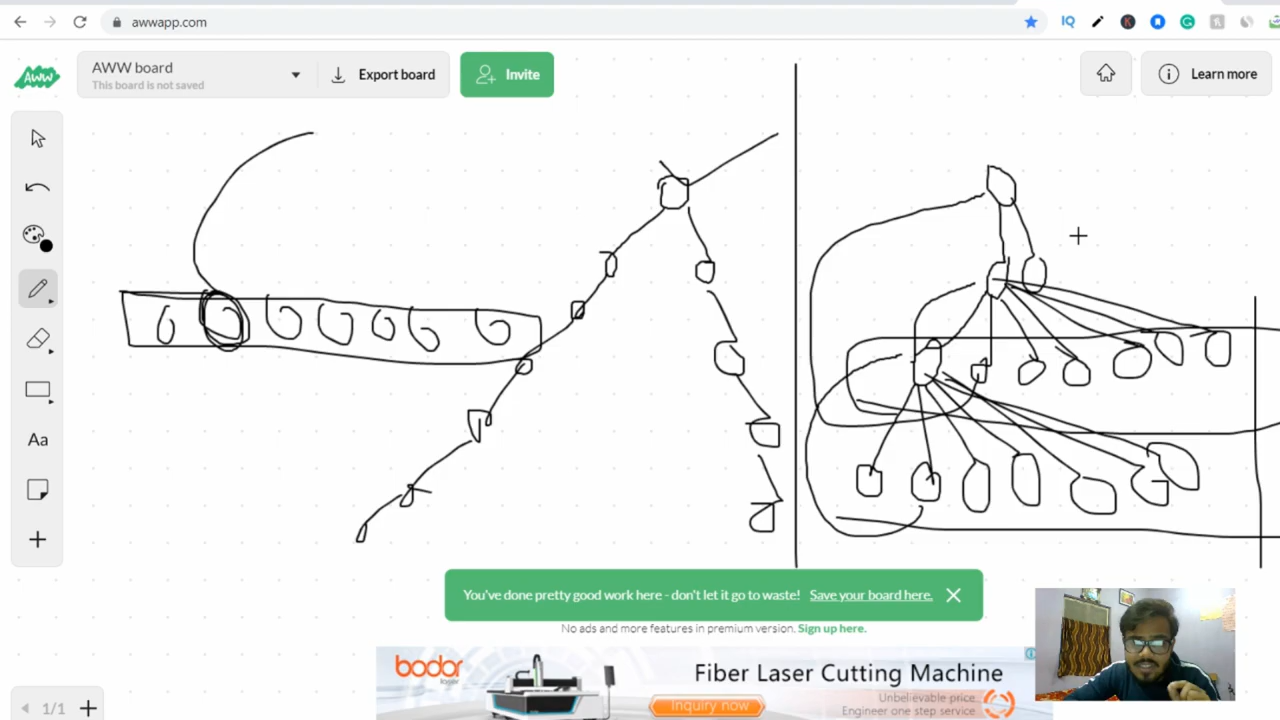 awwapp.com
IQ
AWW
AWW board
This board is not saved
Export board
Invite
Learn more
Aa
You've done pretty good work here - don't let it go to waste! Save your board here.
No ads and more features in premium version. Sign up here.
bodor
laser
Fiber Laser Cutting Machine
Inquiry now
Unbelievable price
Engineer one step service
1/1